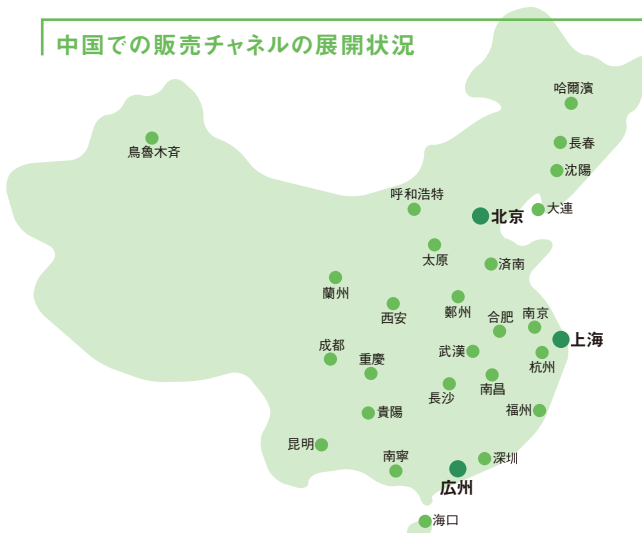 中国での販売チャネルの展開状況
哈爾濱
烏魯木斉
長春
沈陽
呼和浩特
北京
大連
太原
済南
蘭州
西安
鄭州
合肥
南京
上海
成都
重慶
武漢
杭州
長沙
南昌
貴陽
福州
昆明
南寧
深圳
広州
海口